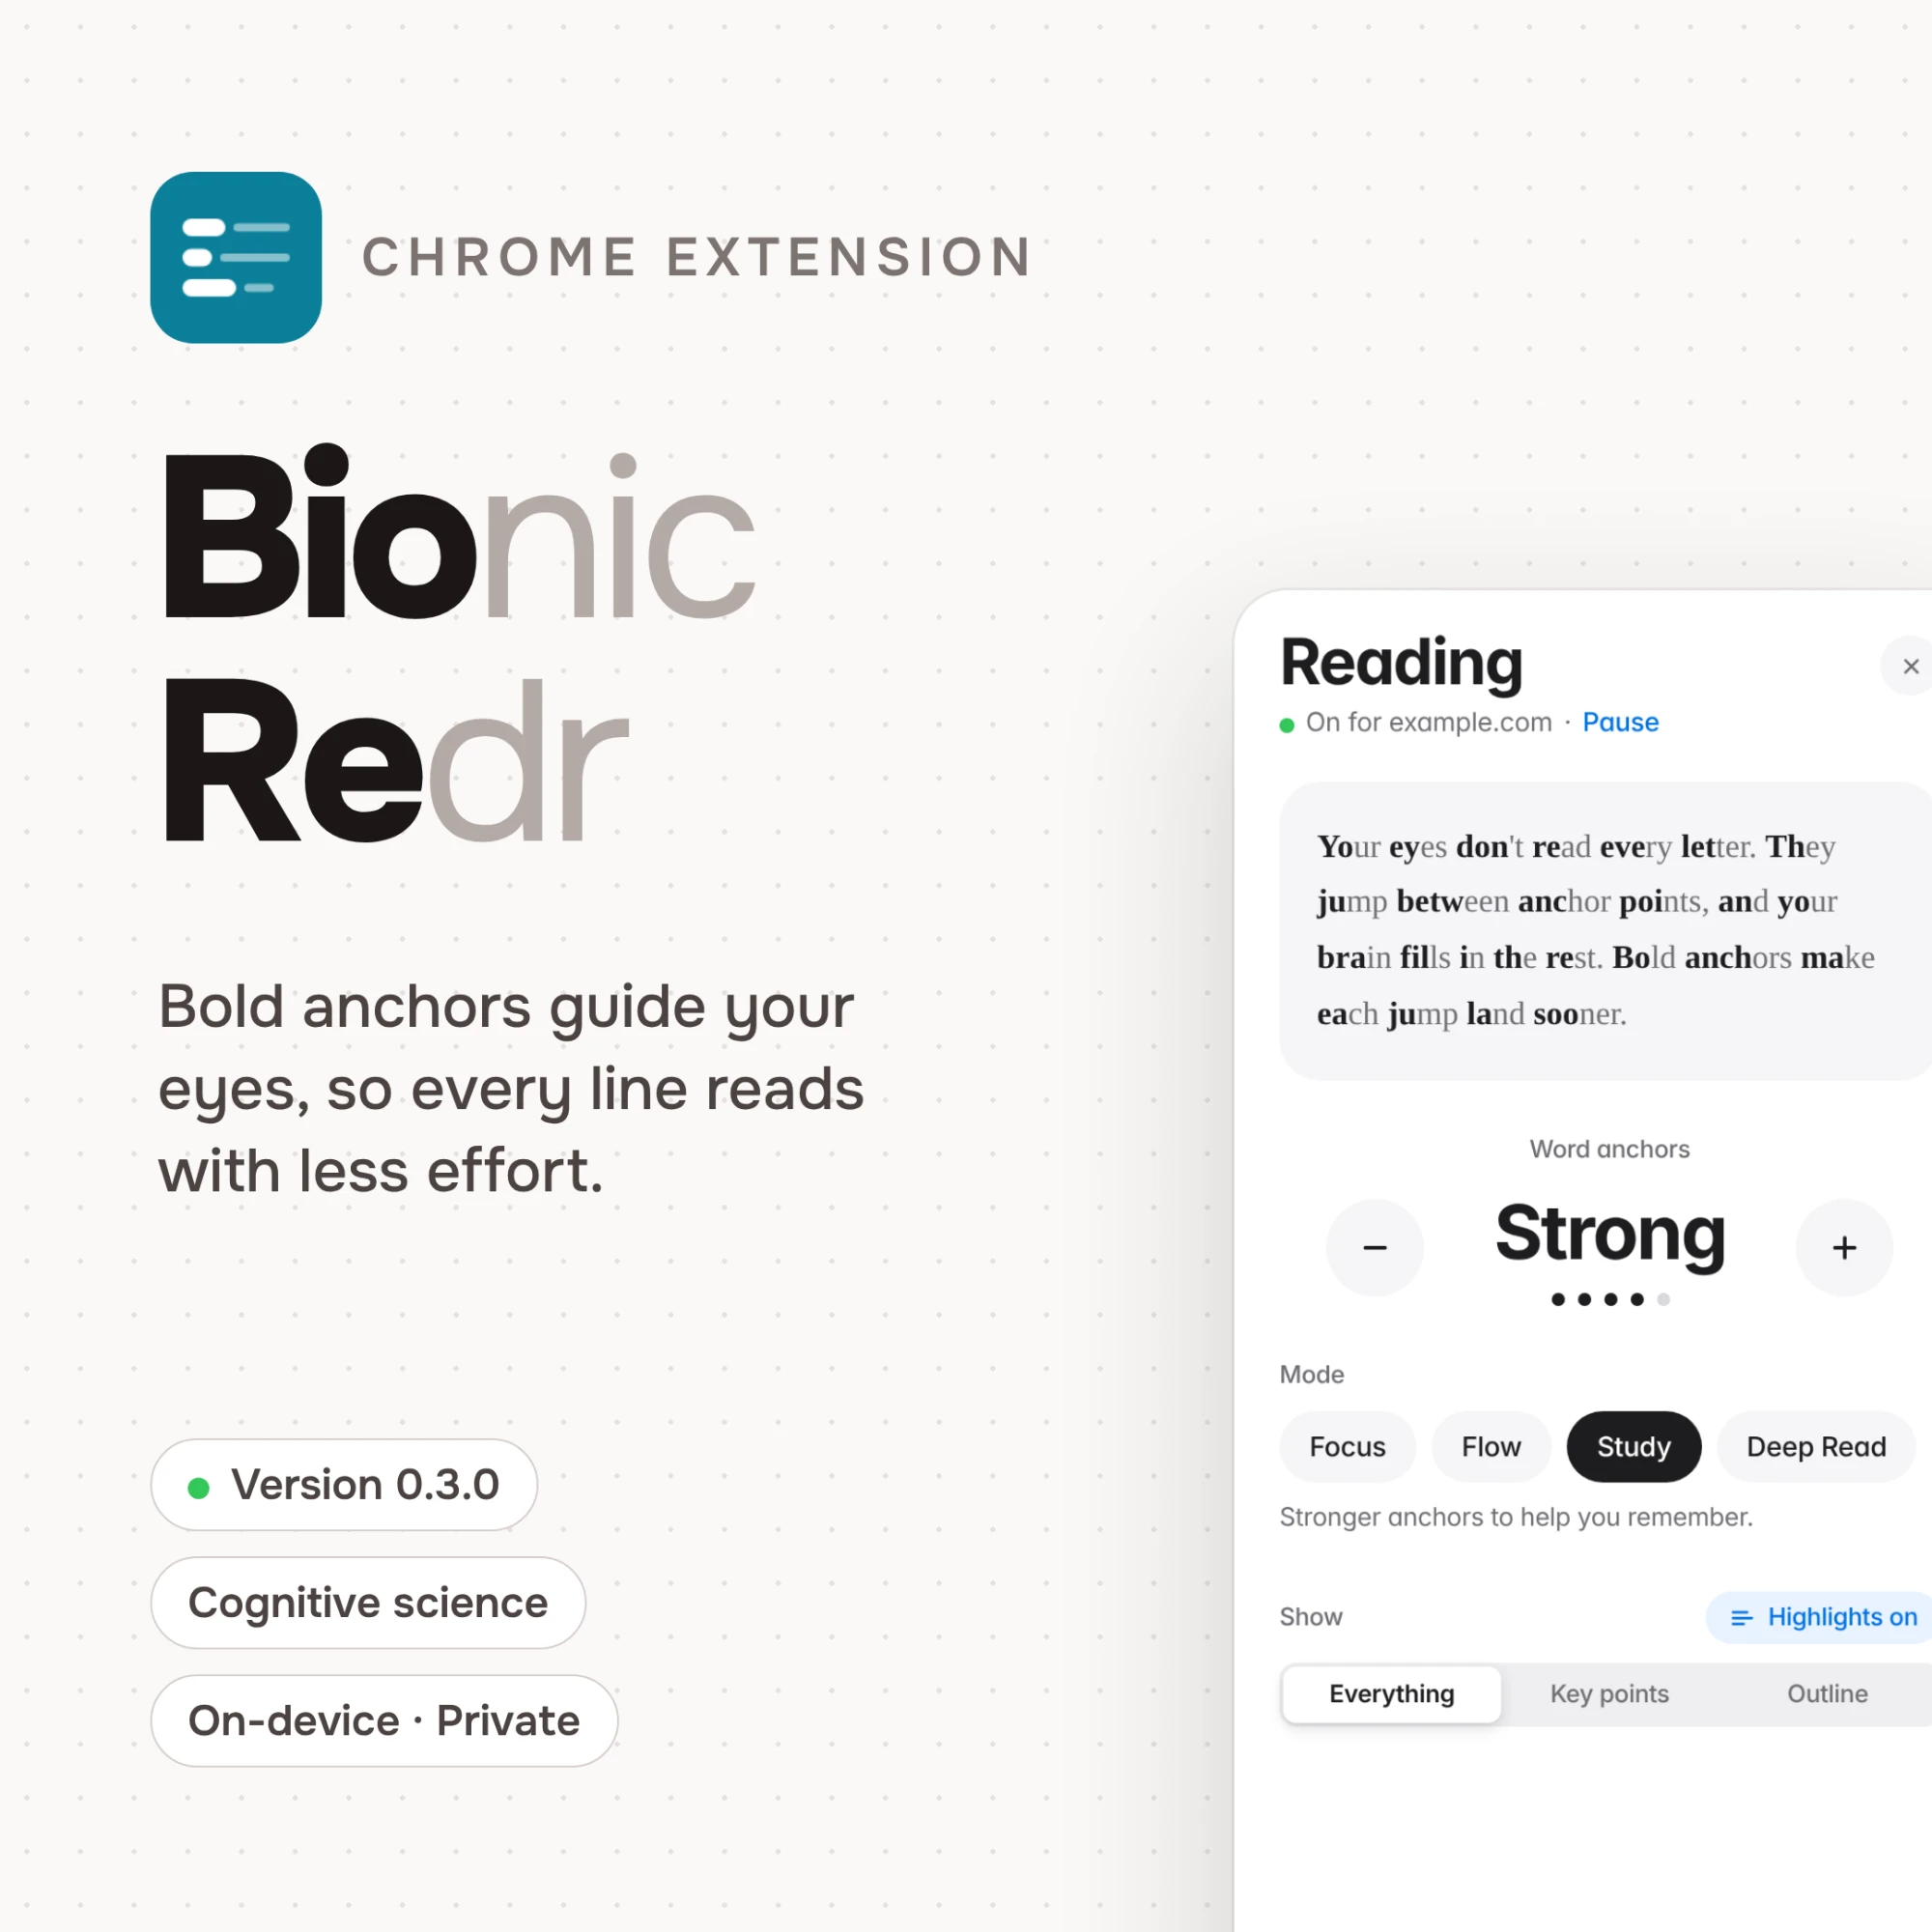 CHROME EXTENSION
Bionic
Redr
Bold anchors guide your
eyes, so every line reads
with less effort.
Version 0.3.0
Cognitive science
On-device · Private
Reading
×
On for example.com · Pause
Your eyes don't read every letter. They
jump between anchor points, and your
brain fills in the rest. Bold anchors make
each jump land sooner.
Word anchors
− Strong +
Mode
Focus Flow Study Deep Read
Stronger anchors to help you remember.
Show Highlights on
Everything Key points Outline